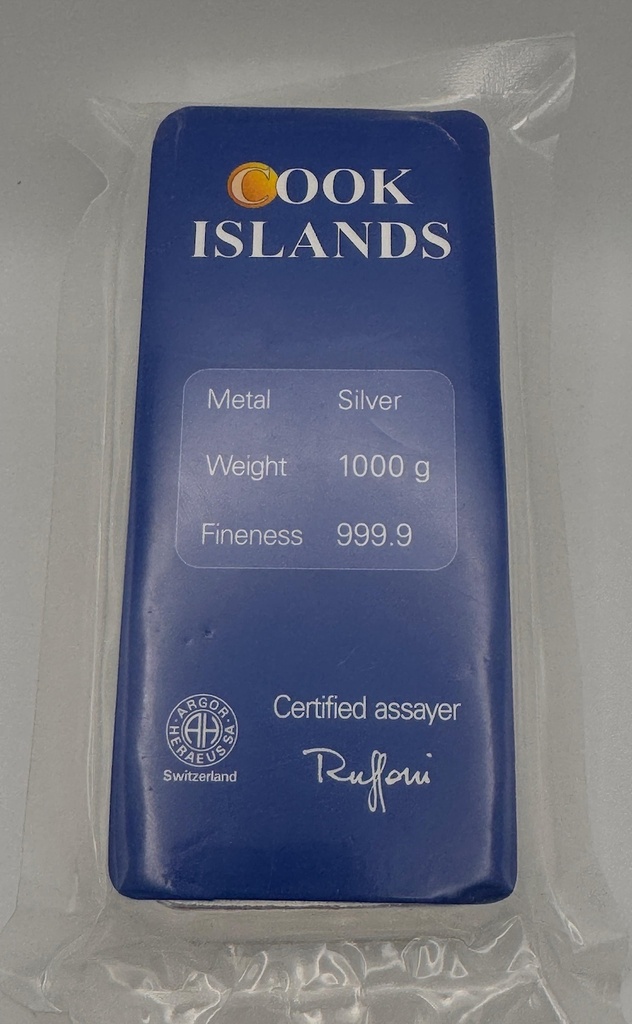 COOK
ISLANDS
Metal Silver
Weight 1000 g
Fineness 999.9
ARGOR-HERAEUS SA
AH
Switzerland
Certified assayer
Ruffoni